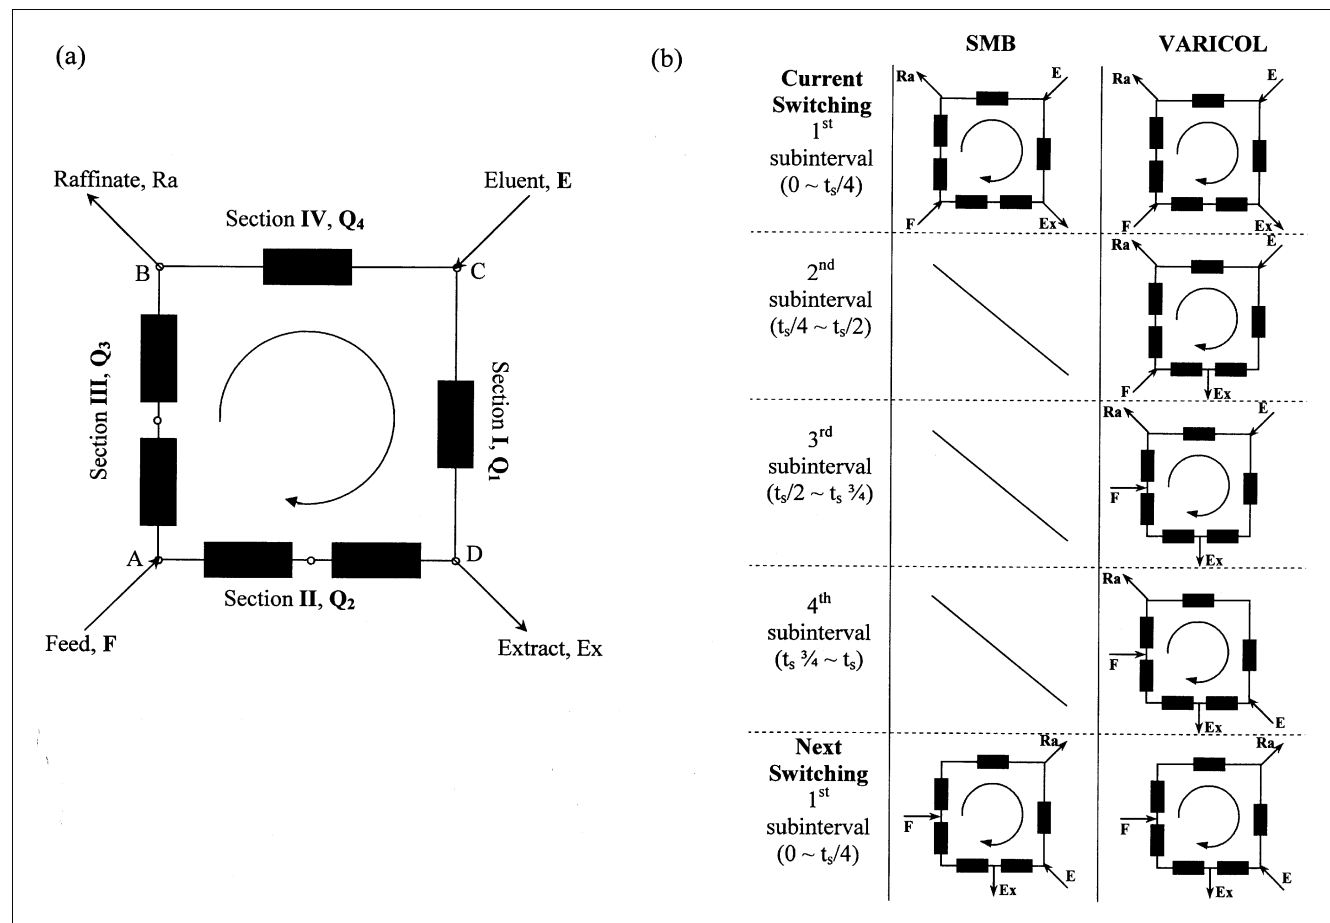 (a)
Raffinate, Ra
Eluent, E
Section IV, Q4
B
C
Section III, Q3
Section I, Q1
A
D
Section II, Q2
Feed, F
Extract, Ex
(b)
SMB
VARICOL
Current
Switching
1st
subinterval
(0 ~ ts/4)
Ra
E
F
Ex
Ra
E
F
Ex
2nd
subinterval
(ts/4 ~ ts/2)
Ra
E
F
Ex
3rd
subinterval
(ts/2 ~ ts ¾)
Ra
E
F
Ex
4th
subinterval
(ts ¾ ~ ts)
Ra
F
Ex
E
Next
Switching
1st
subinterval
(0 ~ ts/4)
Ra
F
Ex
E
Ra
F
Ex
E